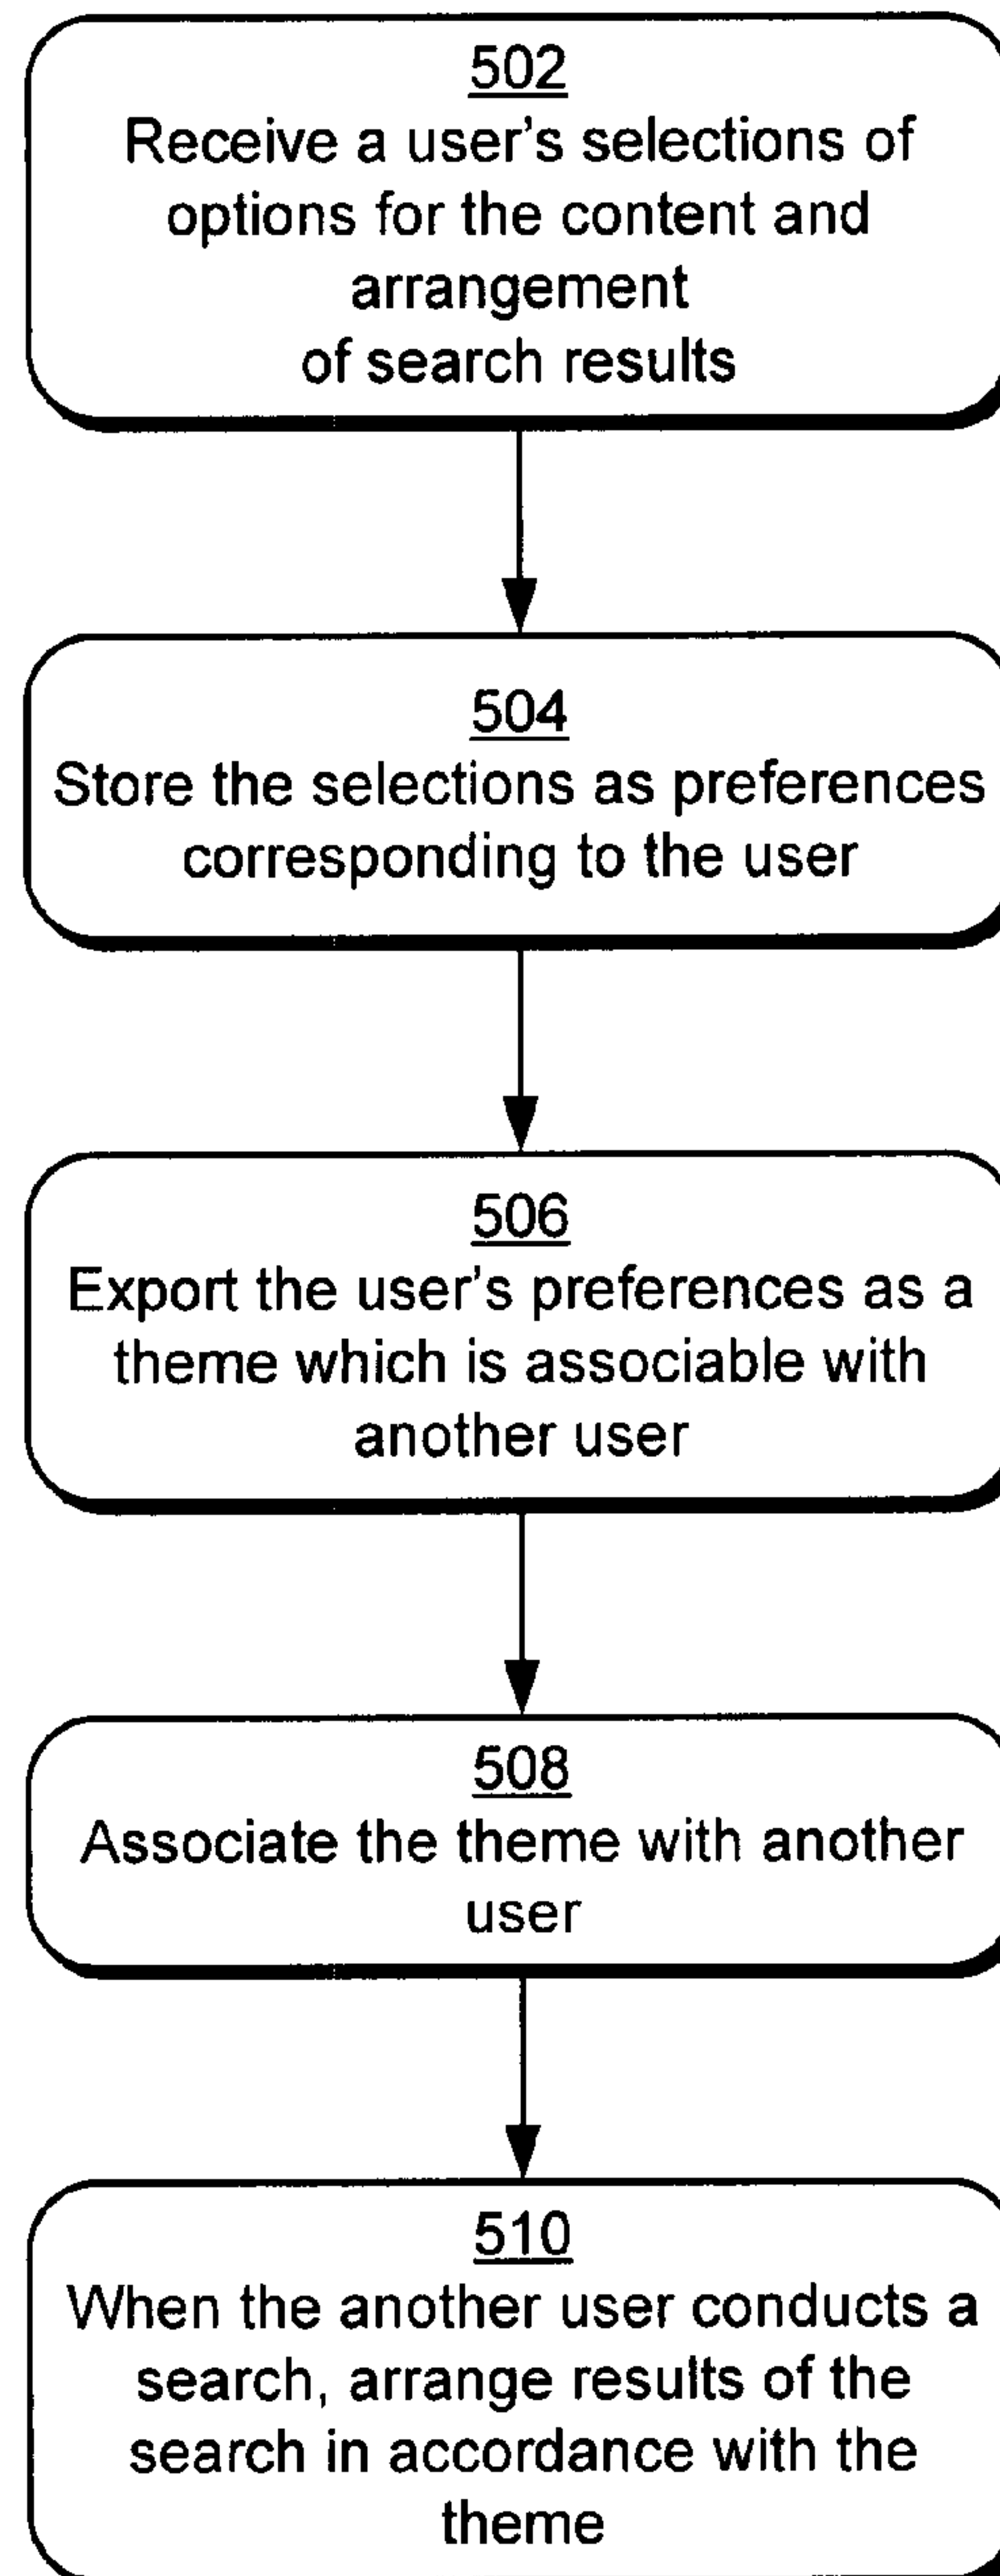 502
Receive a user's selections of
options for the content and
arrangement
of search results
504
Store the selections as preferences
corresponding to the user
506
Export the user's preferences as a
theme which is associable with
another user
508
Associate the theme with another
user
510
When the another user conducts a
search, arrange results of the
search in accordance with the
theme